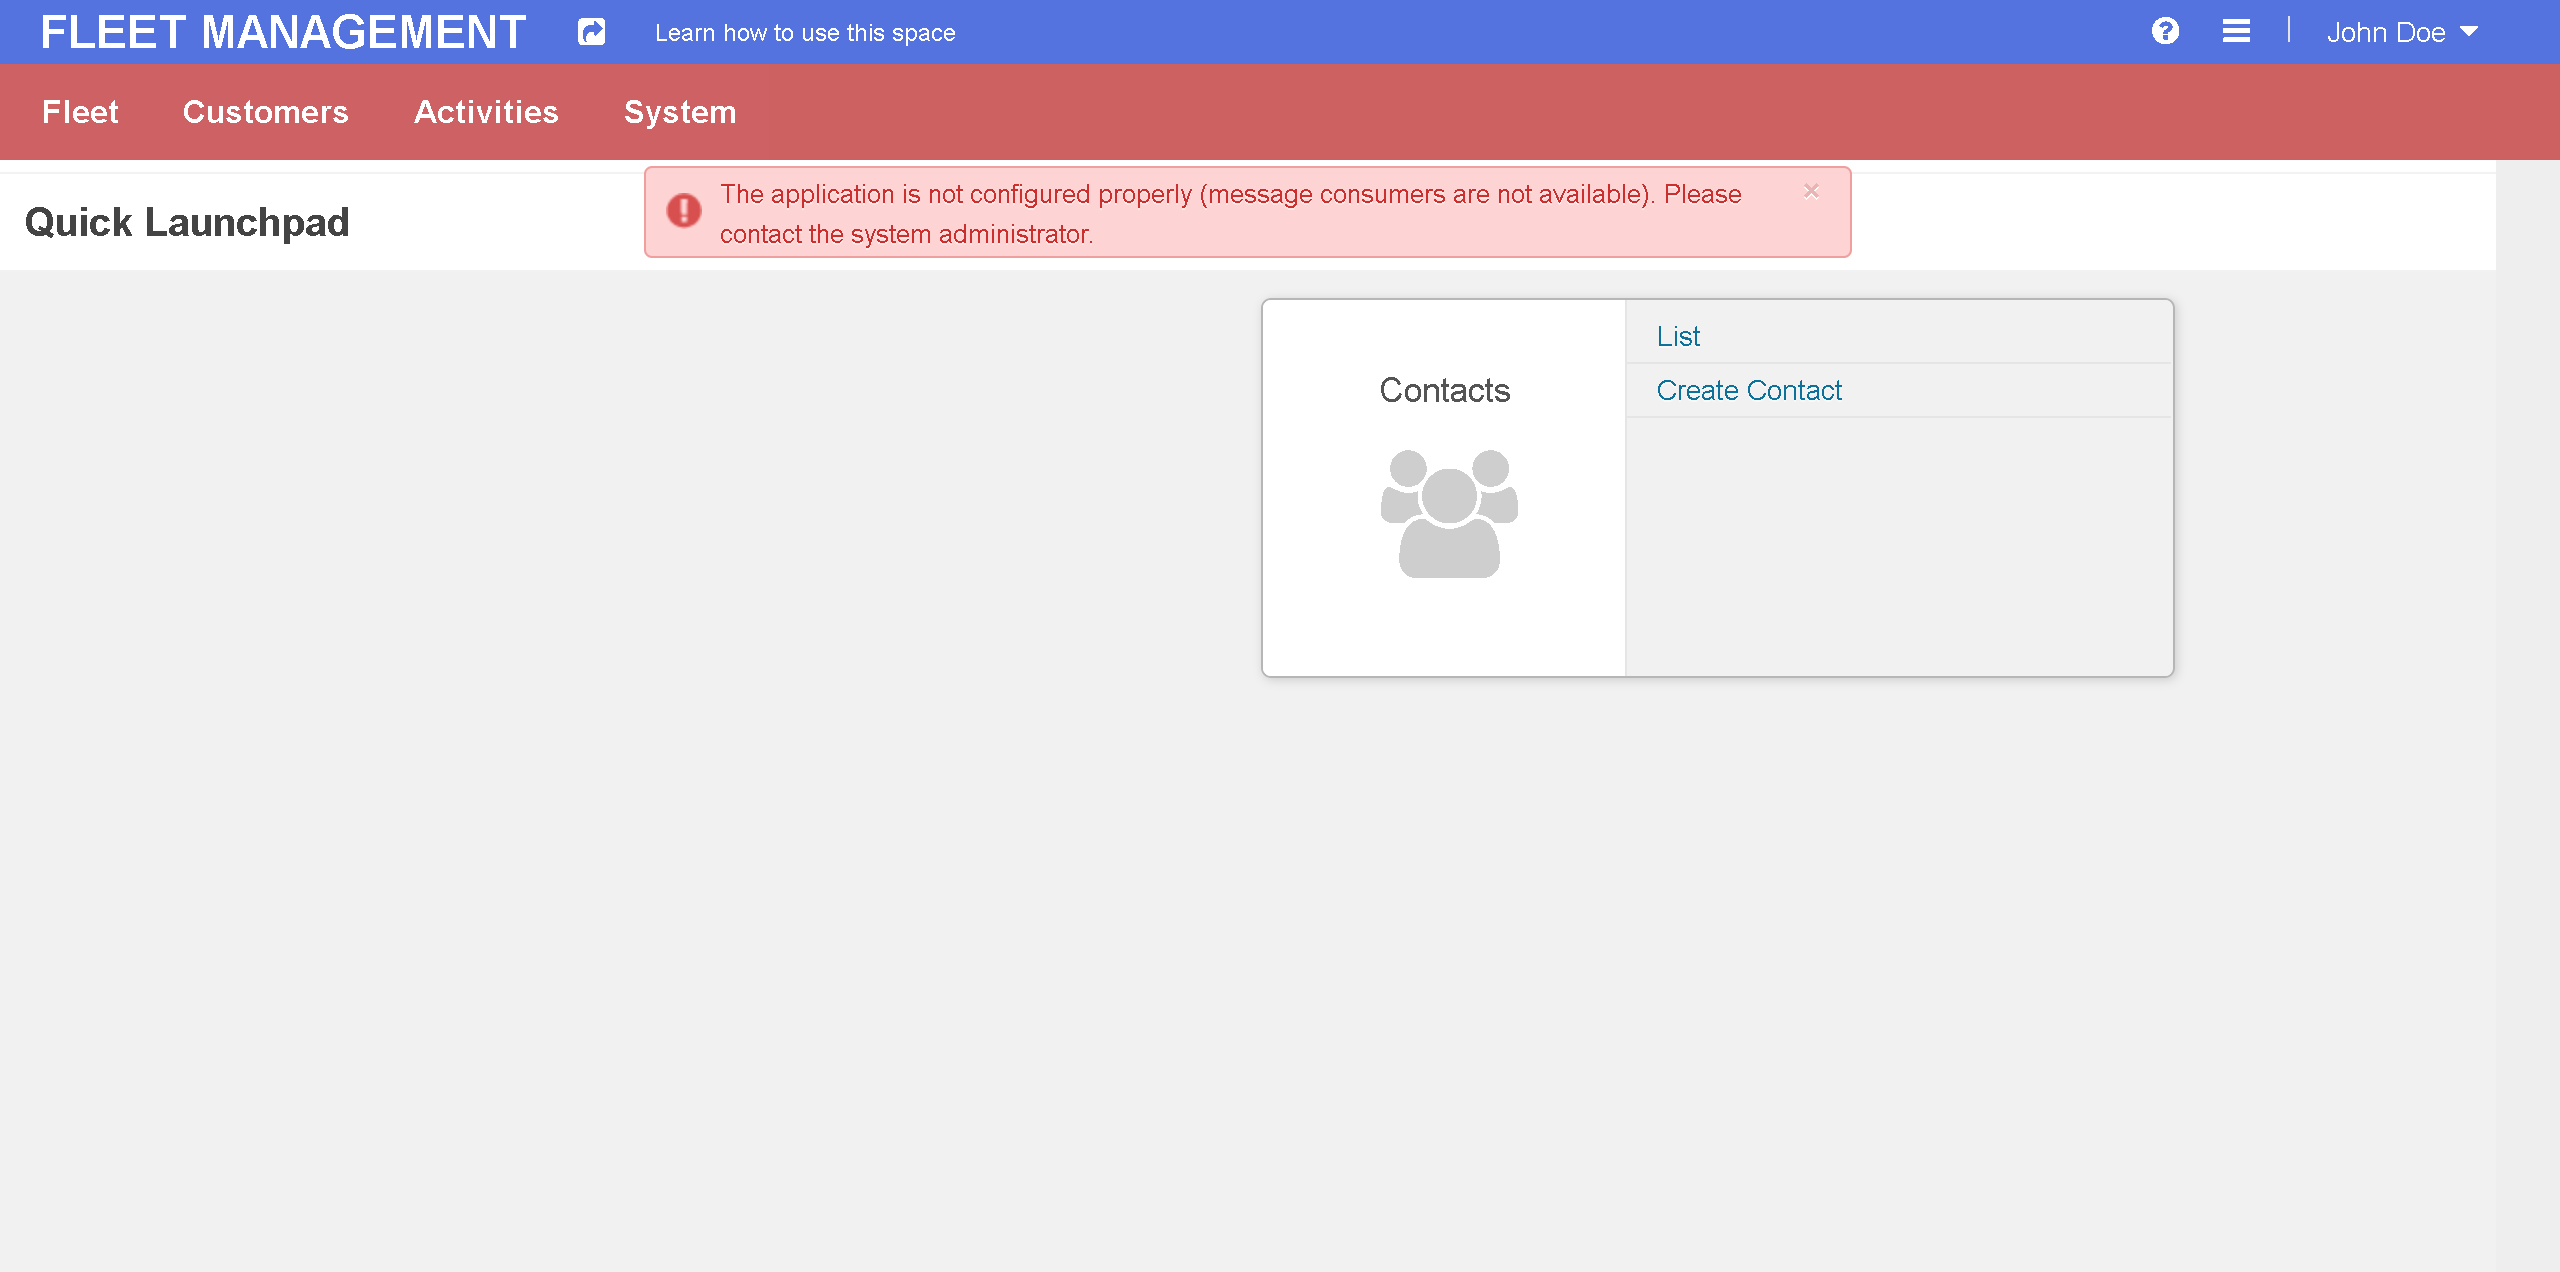 FLEET MANAGEMENT
Learn how to use this space
John Doe
Fleet
Customers
Activities
System
Quick Launchpad
The application is not configured properly (message consumers are not available). Please
contact the system administrator.
×
Contacts
List
Create Contact